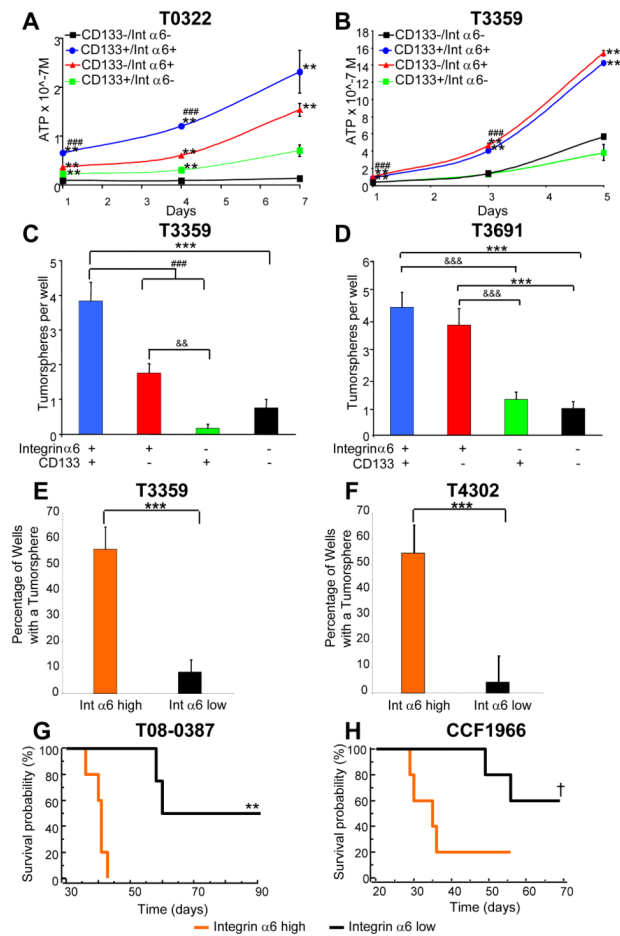 A T0322
CD133-/Int α6-
CD133+/Int α6+
CD133-/Int α6+
CD133+/Int α6-
ATP x 10^-7M
3
2
1
0
###
**
**
**
###
**
**
**
**
**
1 2 3 4 5 6 7
Days
B T3359
CD133-/Int α6-
CD133+/Int α6+
CD133-/Int α6+
CD133+/Int α6-
ATP x 10^-7 M
18
16
14
12
10
8
6
4
2
0
###
**
**
###
**
**
**
**
1 2 3 4 5
Days
C T3359
***
###
&&
Tumorspheres per well
5
4
3
2
1
0
Integrinα6 + + - -
CD133 + - + -
D T3691
***
&&&
***
&&&
Tumorspheres per well
6
5
4
3
2
1
0
Integrinα6 + + - -
CD133 + - + -
E T3359
***
Percentage of Wells
with a Tumorsphere
70
60
50
40
30
20
10
0
Int α6 high Int α6 low
F T4302
***
Percentage of Wells
with a Tumorsphere
70
60
50
40
30
20
10
0
Int α6 high Int α6 low
G T08-0387
Survival probability (%)
100
80
60
40
20
0
**
30 50 70 90
Time (days)
H CCF1966
Survival probability (%)
100
80
60
40
20
0
†
20 30 40 50 60 70
Time (days)
Integrin α6 high Integrin α6 low